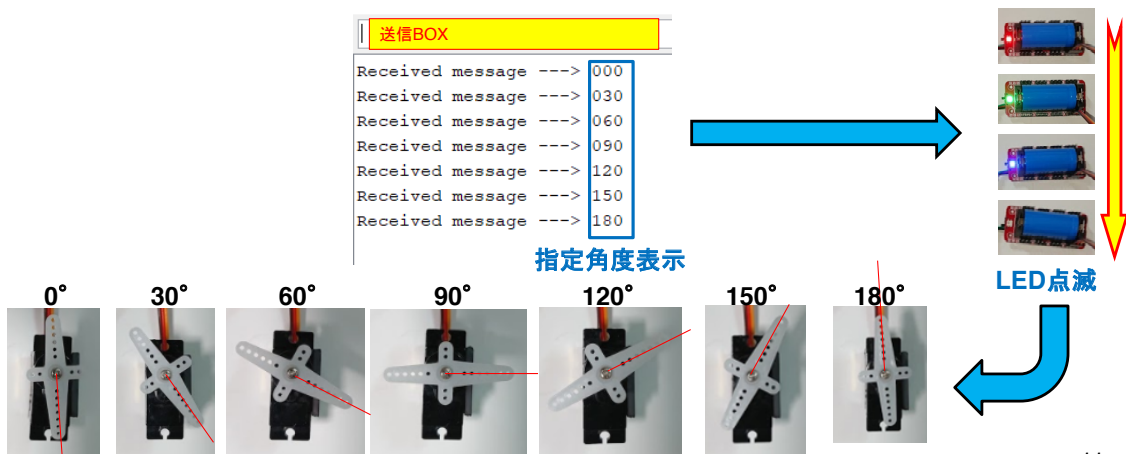 送信BOX
Received message ---> 000
Received message ---> 030
Received message ---> 060
Received message ---> 090
Received message ---> 120
Received message ---> 150
Received message ---> 180
指定角度表示
LED点滅
0° 30° 60° 90° 120° 150° 180°